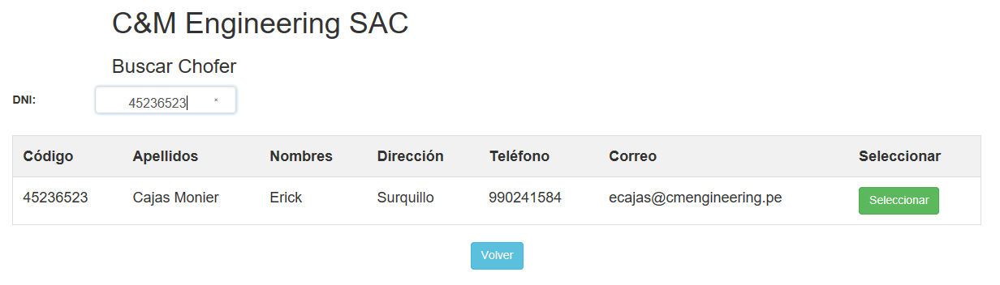 C&M Engineering SAC
Buscar Chofer
DNI: 45236523 ×
Código Apellidos Nombres Dirección Teléfono Correo Seleccionar
45236523 Cajas Monier Erick Surquillo 990241584 ecajas@cmengineering.pe Seleccionar
Volver